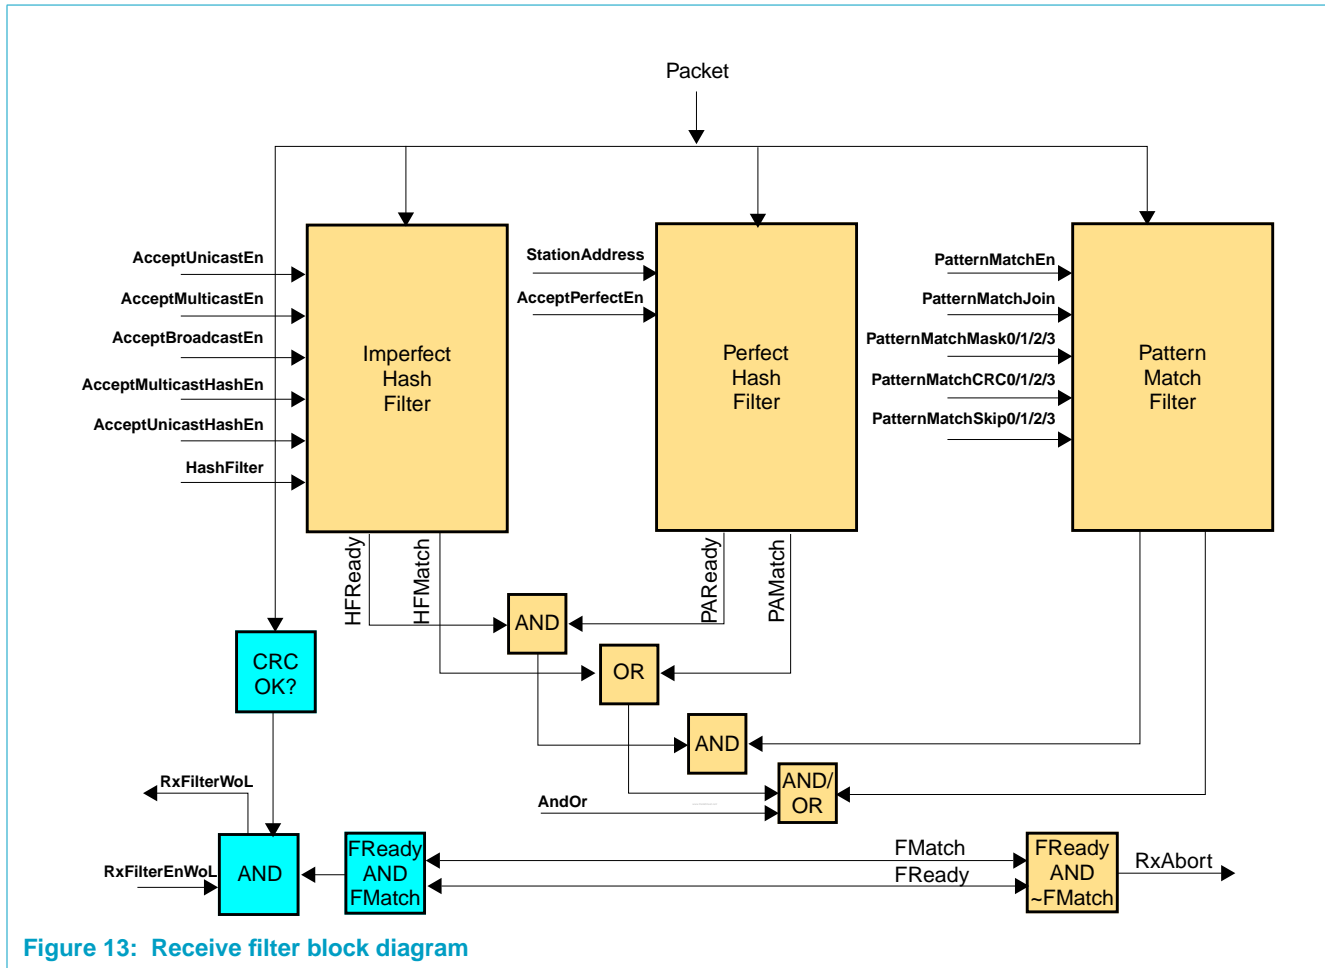 Packet
AcceptUnicastEn
AcceptMulticastEn
AcceptBroadcastEn
AcceptMulticastHashEn
AcceptUnicastHashEn
HashFilter
Imperfect
Hash
Filter
StationAddress
AcceptPerfectEn
Perfect
Hash
Filter
PatternMatchEn
PatternMatchJoin
PatternMatchMask0/1/2/3
PatternMatchCRC0/1/2/3
PatternMatchSkip0/1/2/3
Pattern
Match
Filter
HFReady
HFMatch
PAReady
PAMatch
AND
OR
CRC
OK?
AND
AND/
OR
AndOr
RxFilterWoL
RxFilterEnWoL
AND
FReady
AND
FMatch
FMatch
FReady
FReady
AND
~FMatch
RxAbort
Figure 13: Receive filter block diagram